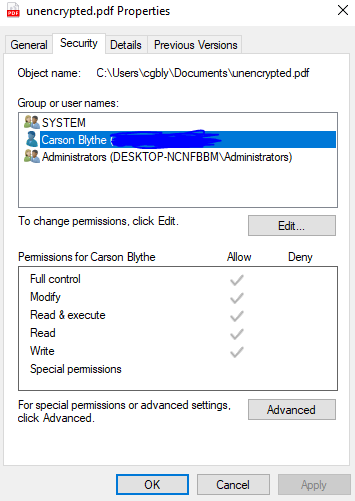 unencrypted.pdf Properties
General Security Details Previous Versions
Object name: C:\Users\cgbly\Documents\unencrypted.pdf
Group or user names:
SYSTEM
Carson Blythe (
Administrators (DESKTOP-NCNFBBM\Administrators)
To change permissions, click Edit. Edit...
Permissions for Carson Blythe Allow Deny
Full control
Modify
Read & execute
Read
Write
Special permissions
For special permissions or advanced settings, Advanced
click Advanced.
OK Cancel Apply